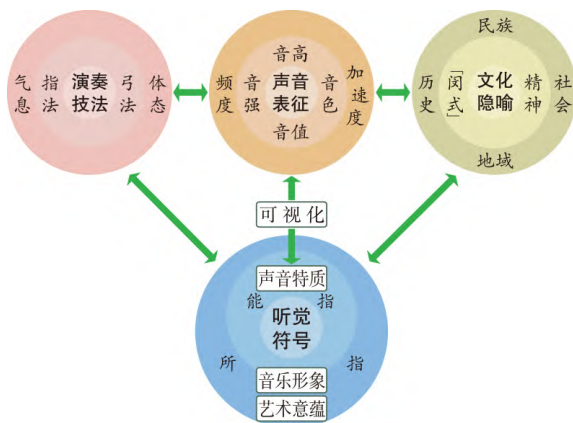 气息
指法
演奏技法
弓法
体态
频度
音强
音高
声音表征
音值
音色
加速度
民族
历史
「闵式」
文化隐喻
精神
社会
地域
可视化
声音特质
能指
听觉符号
所指
音乐形象
艺术意蕴